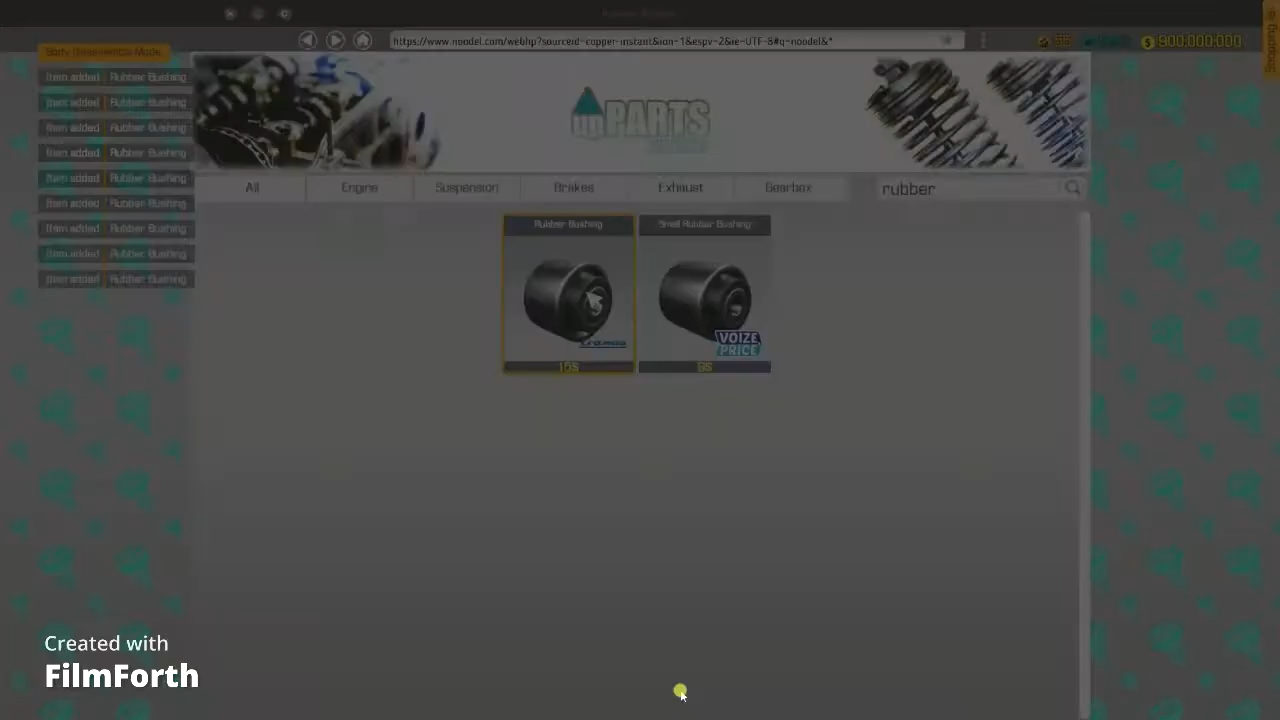 https://www.noodel.com/webhp?sourceid=copper-instant&ion=1&espv=2&ie=UTF-8#q=noodel&*
900.000.000
Shopping
Item added | Rubber Bushing
Item added | Rubber Bushing
Item added | Rubber Bushing
Item added | Rubber Bushing
Item added | Rubber Bushing
Item added | Rubber Bushing
Item added | Rubber Bushing
Item added | Rubber Bushing
Item added | Rubber Bushing
up PARTS
All
Engine
Suspension
Brakes
Exhaust
Gearbox
rubber
Rubber Bushing
Small Rubber Bushing
VOIZE
PRICE
Created with
FilmForth